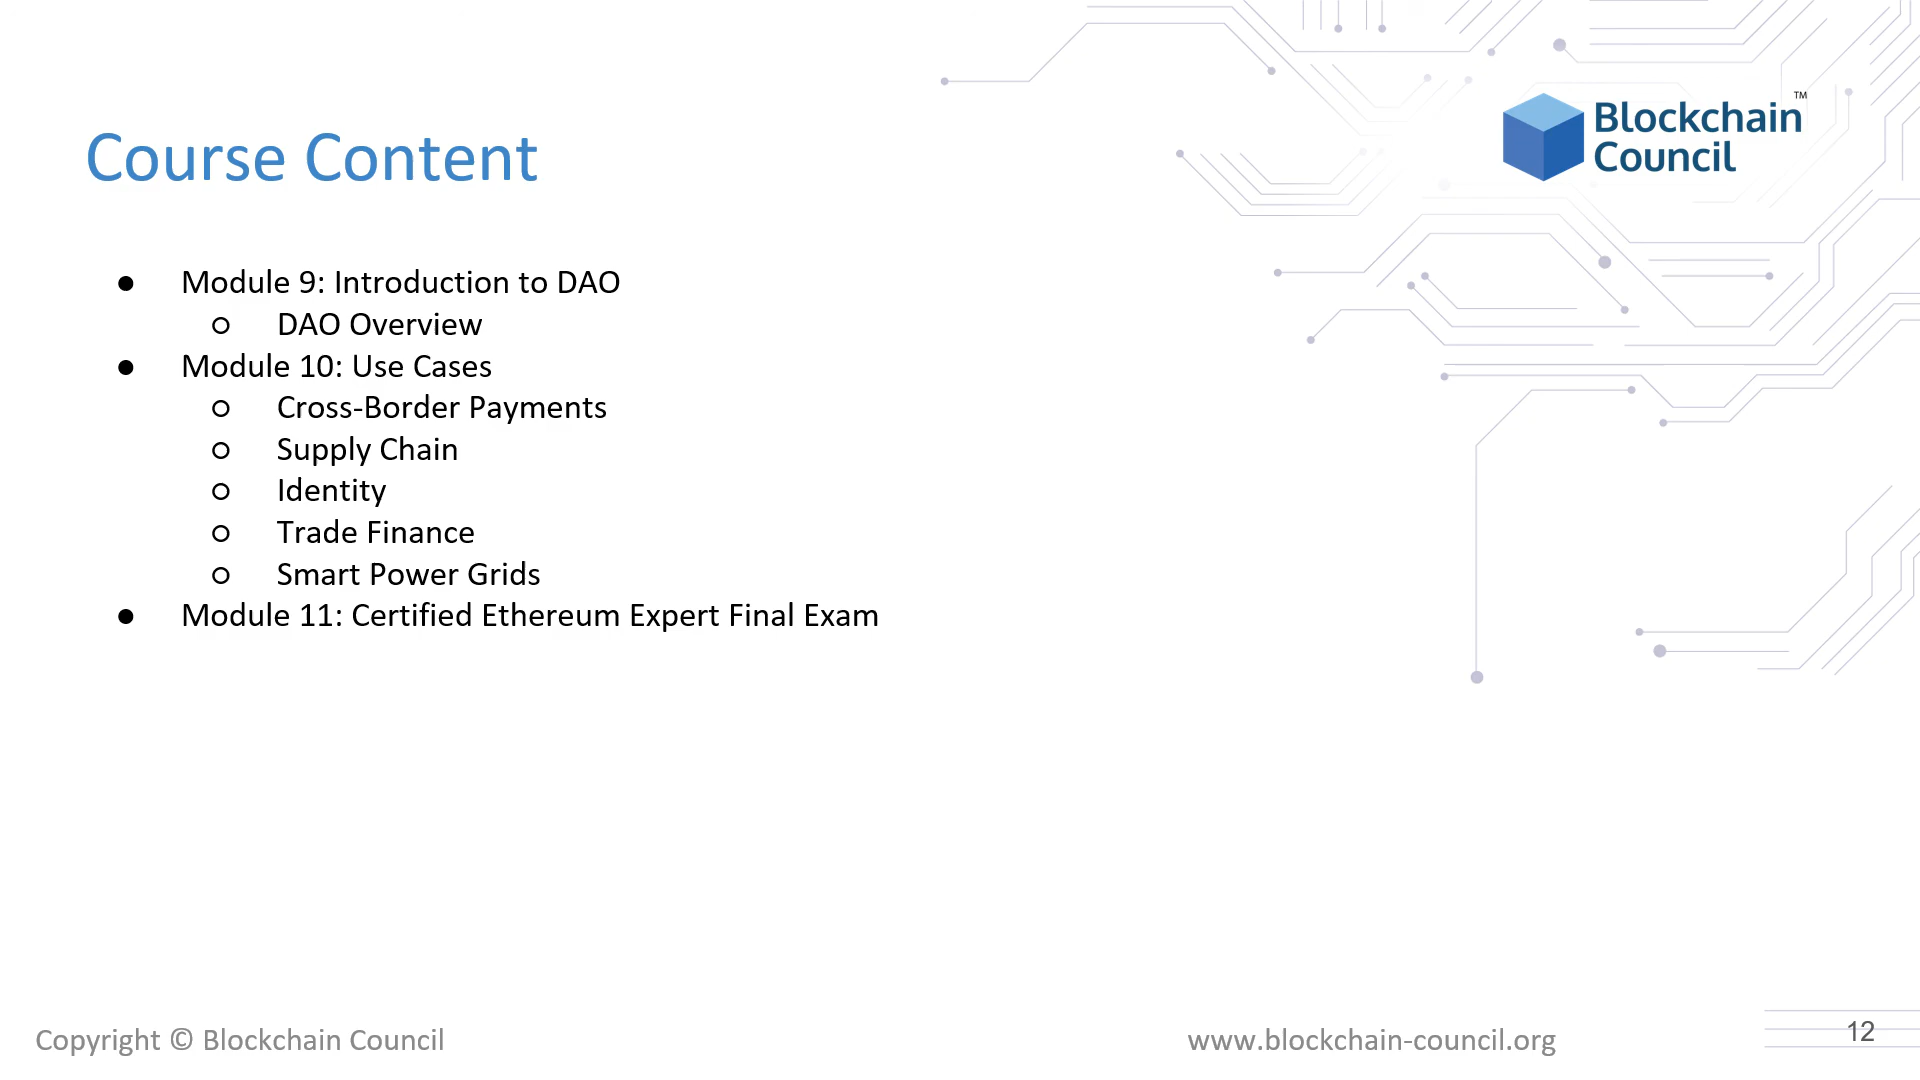 Blockchain™
Council
Course Content
● Module 9: Introduction to DAO
○ DAO Overview
● Module 10: Use Cases
○ Cross-Border Payments
○ Supply Chain
○ Identity
○ Trade Finance
○ Smart Power Grids
● Module 11: Certified Ethereum Expert Final Exam
Copyright © Blockchain Council
www.blockchain-council.org
12